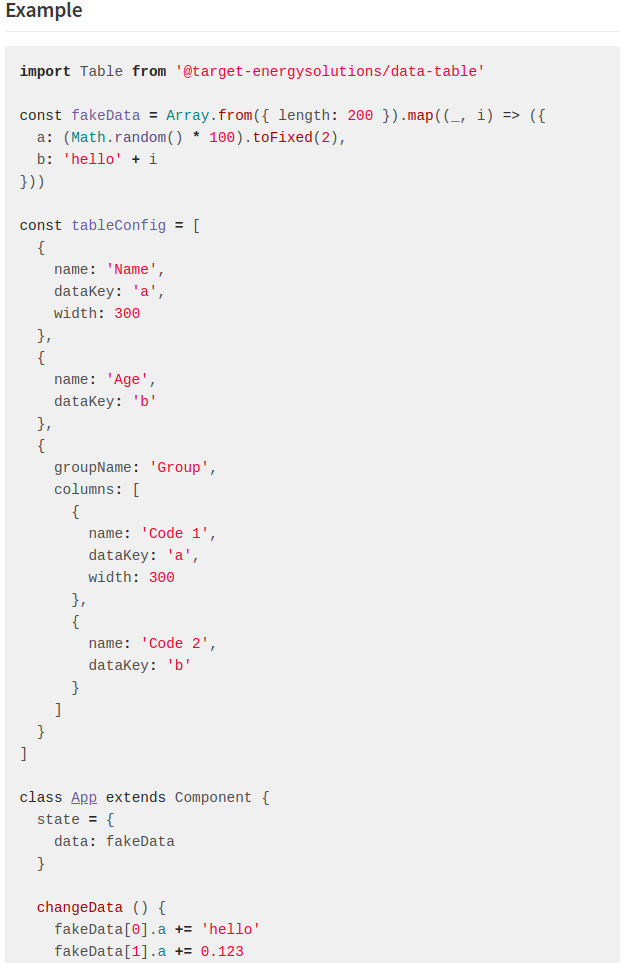 Example
import Table from '@target-energysolutions/data-table'
const fakeData = Array.from({ length: 200 }).map((_, i) => ({
  a: (Math.random() * 100).toFixed(2),
  b: 'hello' + i
}))
const tableConfig = [
  {
    name: 'Name',
    dataKey: 'a',
    width: 300
  },
  {
    name: 'Age',
    dataKey: 'b'
  },
  {
    groupName: 'Group',
    columns: [
      {
        name: 'Code 1',
        dataKey: 'a',
        width: 300
      },
      {
        name: 'Code 2',
        dataKey: 'b'
      }
    ]
  }
]
class App extends Component {
  state = {
    data: fakeData
  }
  changeData () {
    fakeData[0].a += 'hello'
    fakeData[1].a += 0.123